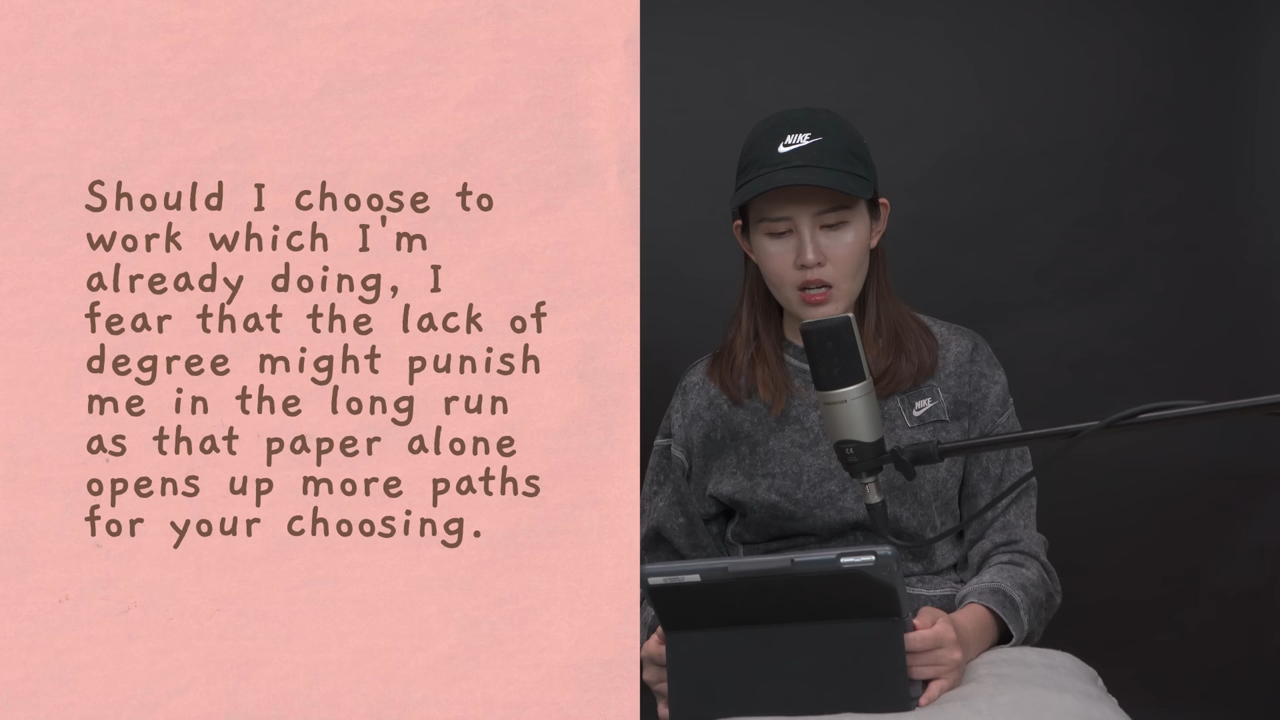 Should I choose to
work which I'm
already doing, I
fear that the lack of
degree might punish
me in the long run
as that paper alone
opens up more paths
for your choosing.
NIKE
NIKE